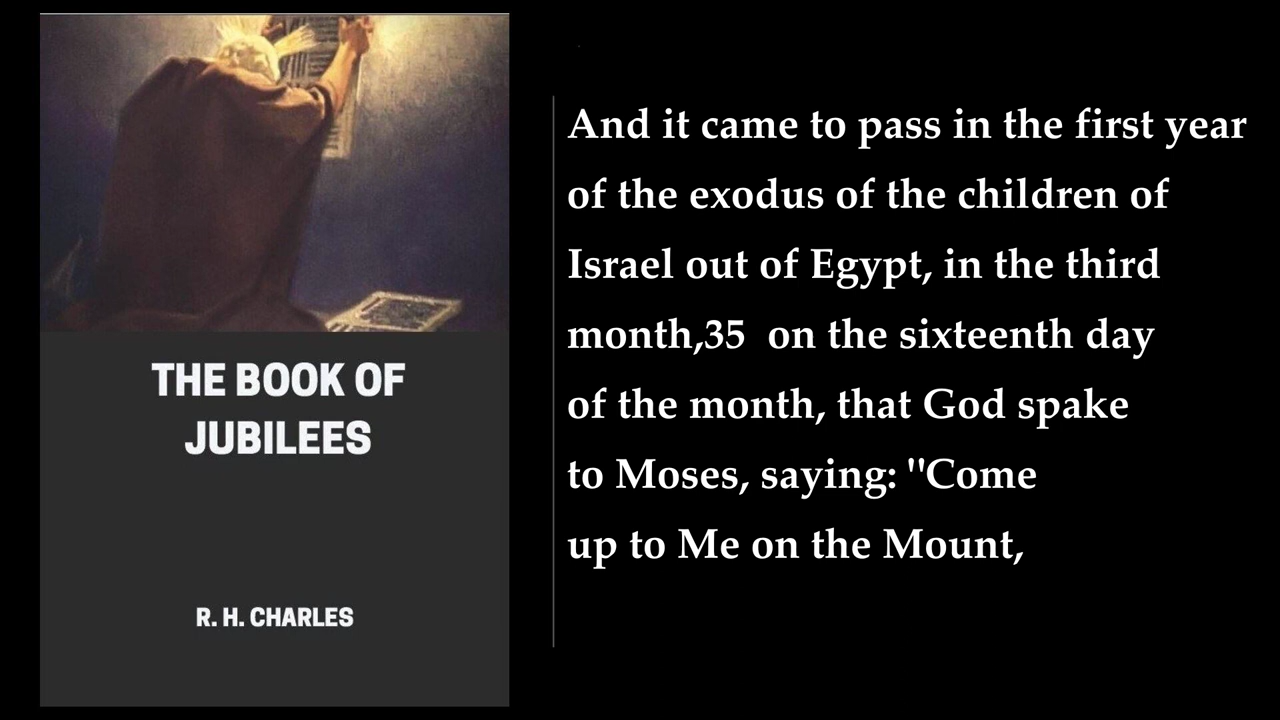 THE BOOK OF
JUBILEES
R. H. CHARLES
And it came to pass in the first year
of the exodus of the children of
Israel out of Egypt, in the third
month,35  on the sixteenth day
of the month, that God spake
to Moses, saying: "Come
up to Me on the Mount,